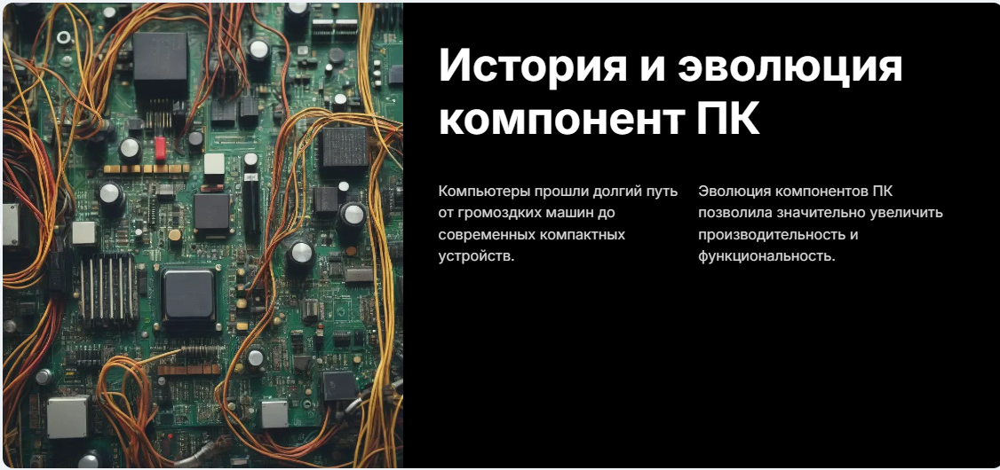 История и эволюция
компонент ПК
Компьютеры прошли долгий путь
от громоздких машин до
современных компактных
устройств.
Эволюция компонентов ПК
позволила значительно увеличить
производительность и
функциональность.